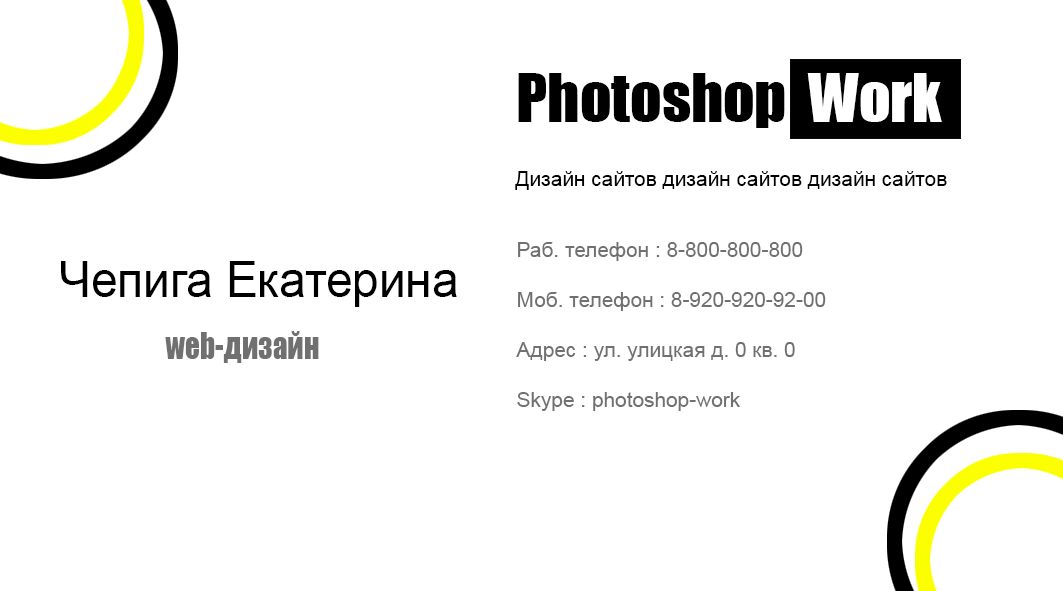 Photoshop Work
Дизайн сайтов дизайн сайтов дизайн сайтов
Чепига Екатерина
web-дизайн
Раб. телефон : 8-800-800-800
Моб. телефон : 8-920-920-92-00
Адрес : ул. улицкая д. 0 кв. 0
Skype : photoshop-work